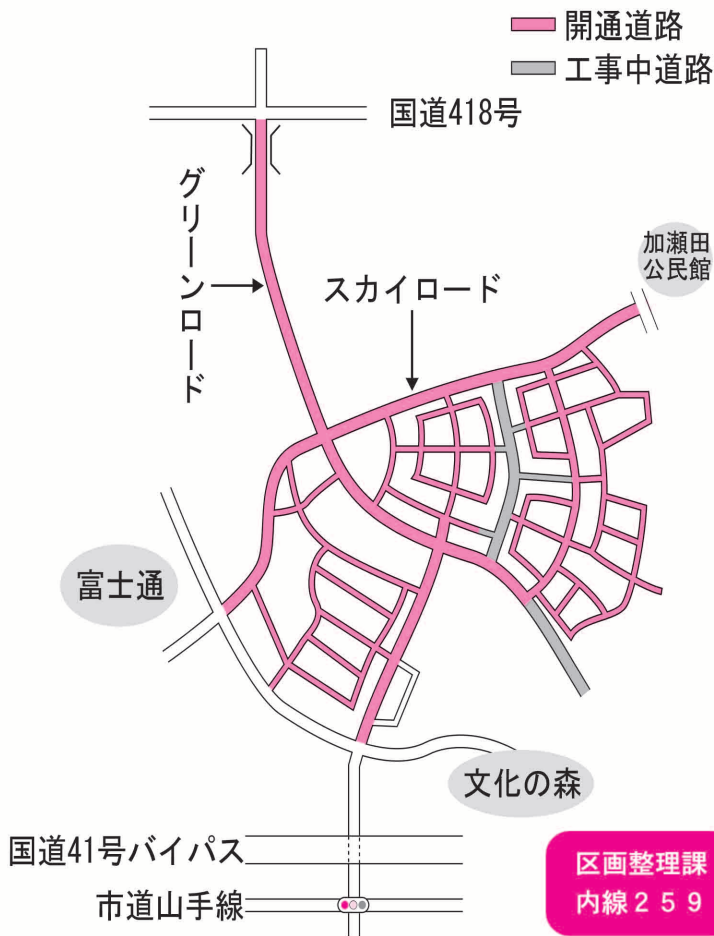 開通道路
工事中道路
国道418号
グリーンロード
スカイロード
加瀬田
公民館
富士通
文化の森
国道41号バイパス
市道山手線
区画整理課
内線259